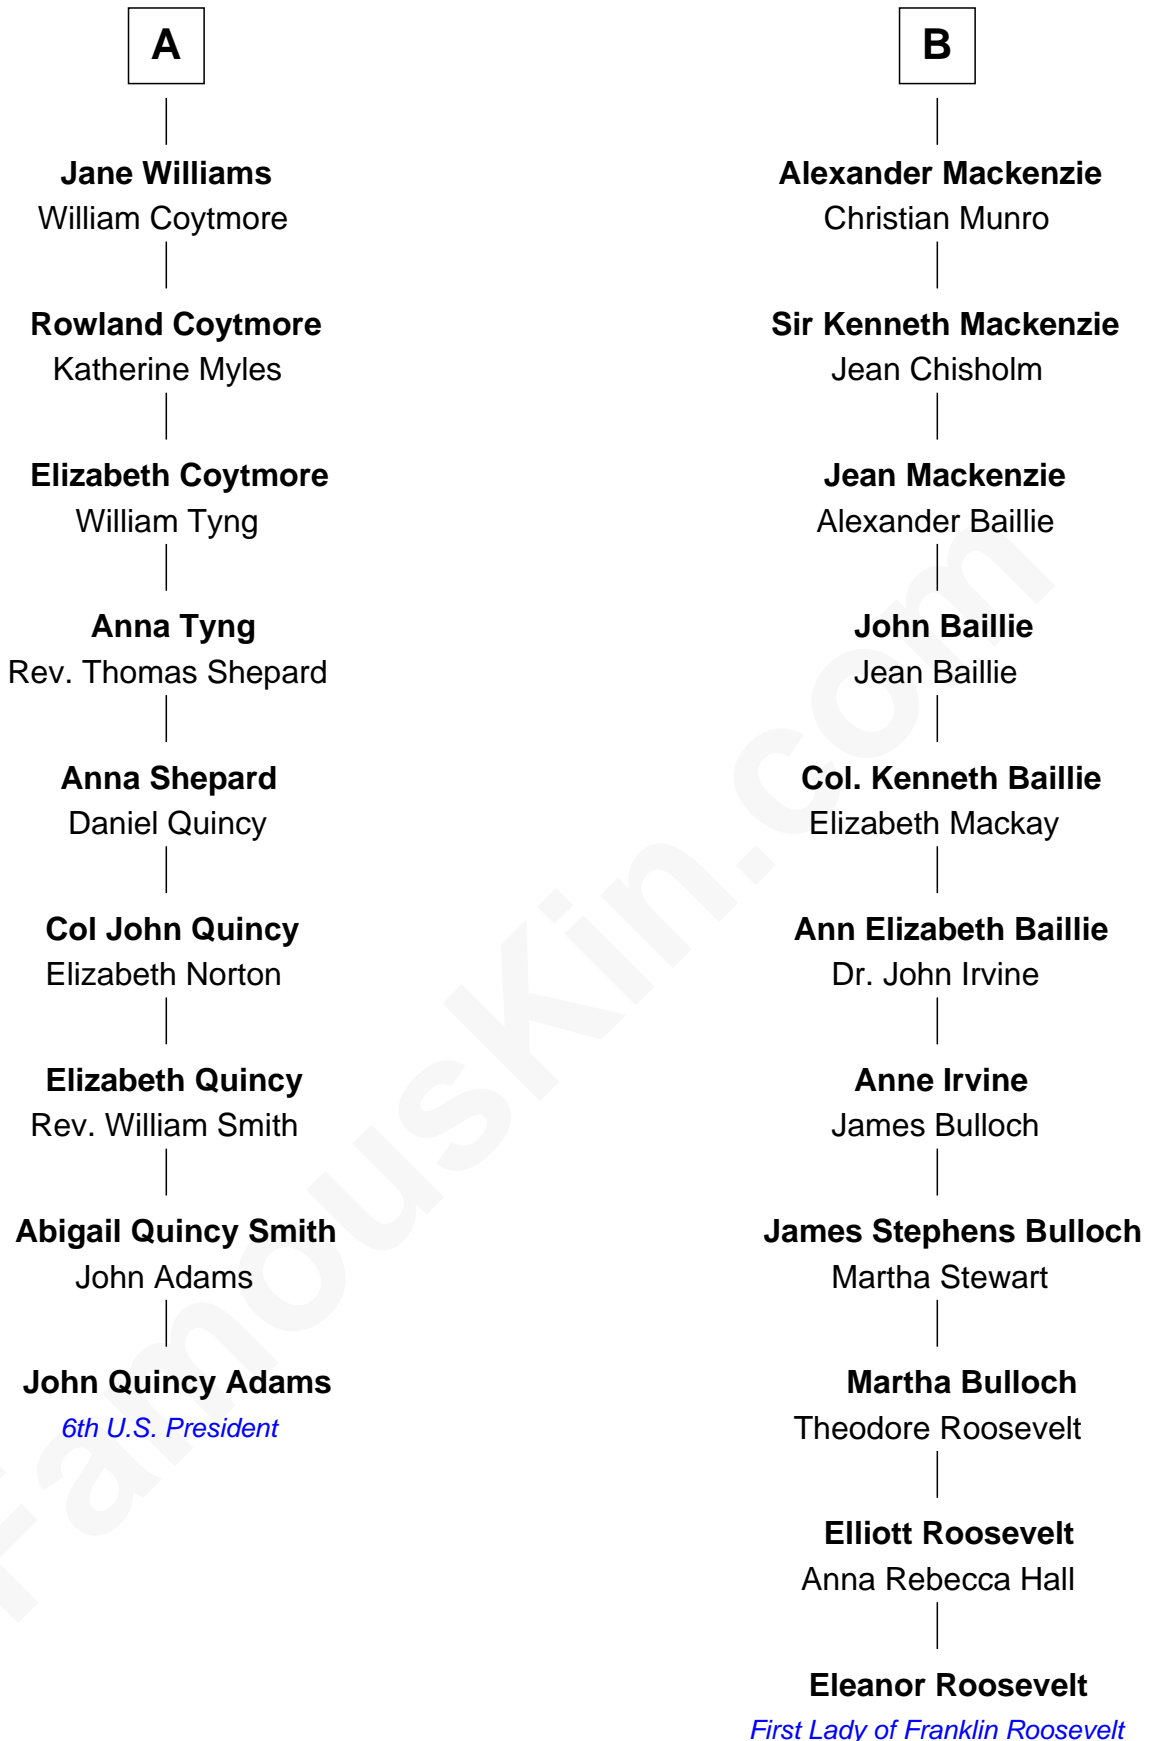 A
Jane Williams
William Coytmore
Rowland Coytmore
Katherine Myles
Elizabeth Coytmore
William Tyng
Anna Tyng
Rev. Thomas Shepard
Anna Shepard
Daniel Quincy
Col John Quincy
Elizabeth Norton
Elizabeth Quincy
Rev. William Smith
Abigail Quincy Smith
John Adams
John Quincy Adams
6th U.S. President
B
Alexander Mackenzie
Christian Munro
Sir Kenneth Mackenzie
Jean Chisholm
Jean Mackenzie
Alexander Baillie
John Baillie
Jean Baillie
Col. Kenneth Baillie
Elizabeth Mackay
Ann Elizabeth Baillie
Dr. John Irvine
Anne Irvine
James Bulloch
James Stephens Bulloch
Martha Stewart
Martha Bulloch
Theodore Roosevelt
Elliott Roosevelt
Anna Rebecca Hall
Eleanor Roosevelt
First Lady of Franklin Roosevelt
FamousKin.com